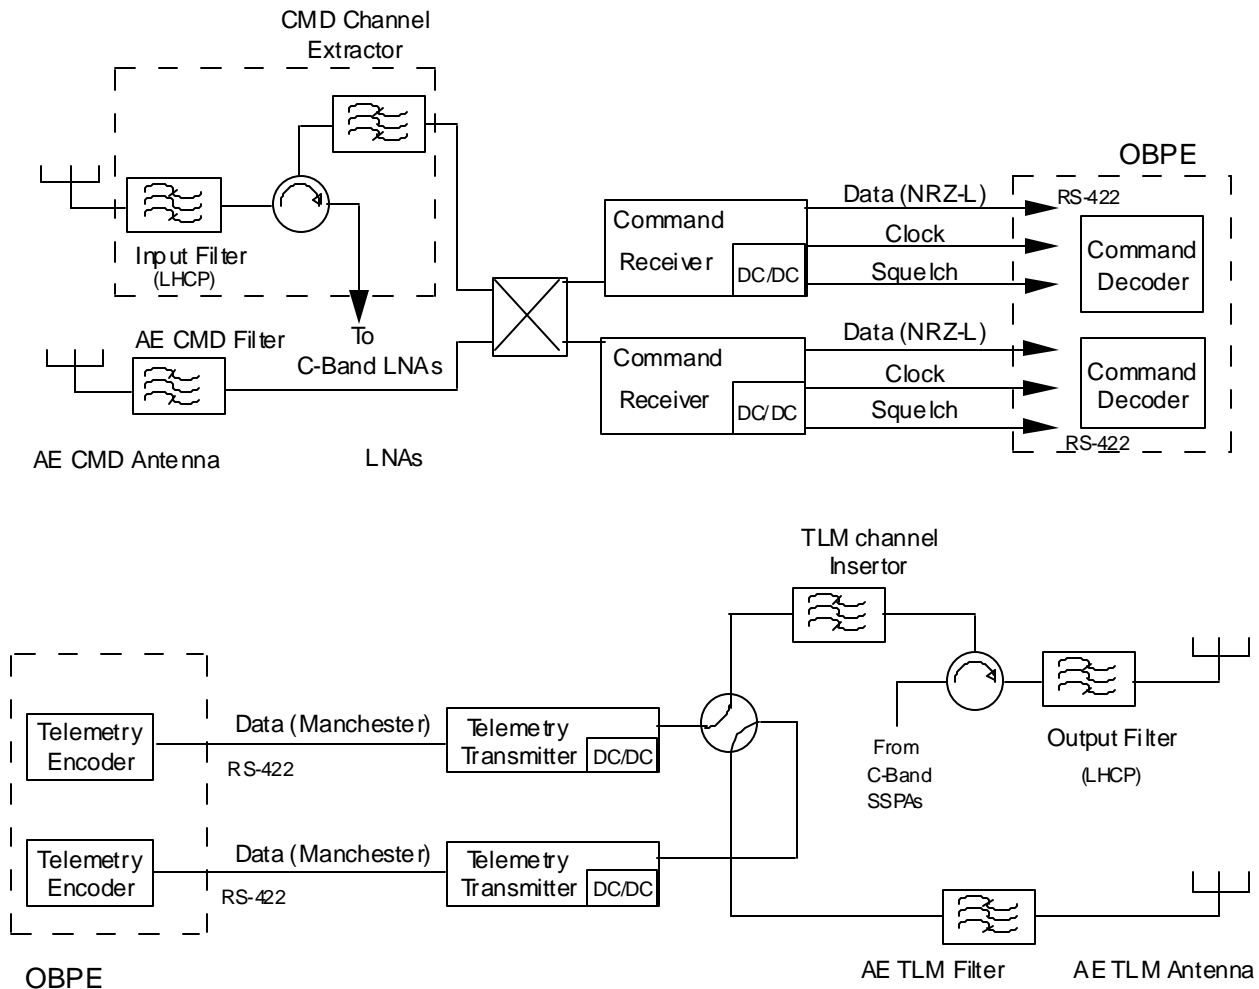 CMD Channel
Extractor
Input Filter
(LHCP)
To
C-Band LNAs
AE CMD Filter
AE CMD Antenna
LNAs
Command
Receiver
DC/DC
Data (NRZ-L)
Clock
Squelch
OBPE
RS-422
Command
Decoder
Command
Receiver
DC/DC
Data (NRZ-L)
Clock
Squelch
Command
Decoder
RS-422
TLM channel
Insertor
Telemetry
Encoder
Data (Manchester)
RS-422
Telemetry
Transmitter
DC/DC
From
C-Band
SSPAs
Output Filter
(LHCP)
Telemetry
Encoder
Data (Manchester)
RS-422
Telemetry
Transmitter
DC/DC
OBPE
AE TLM Filter
AE TLM Antenna